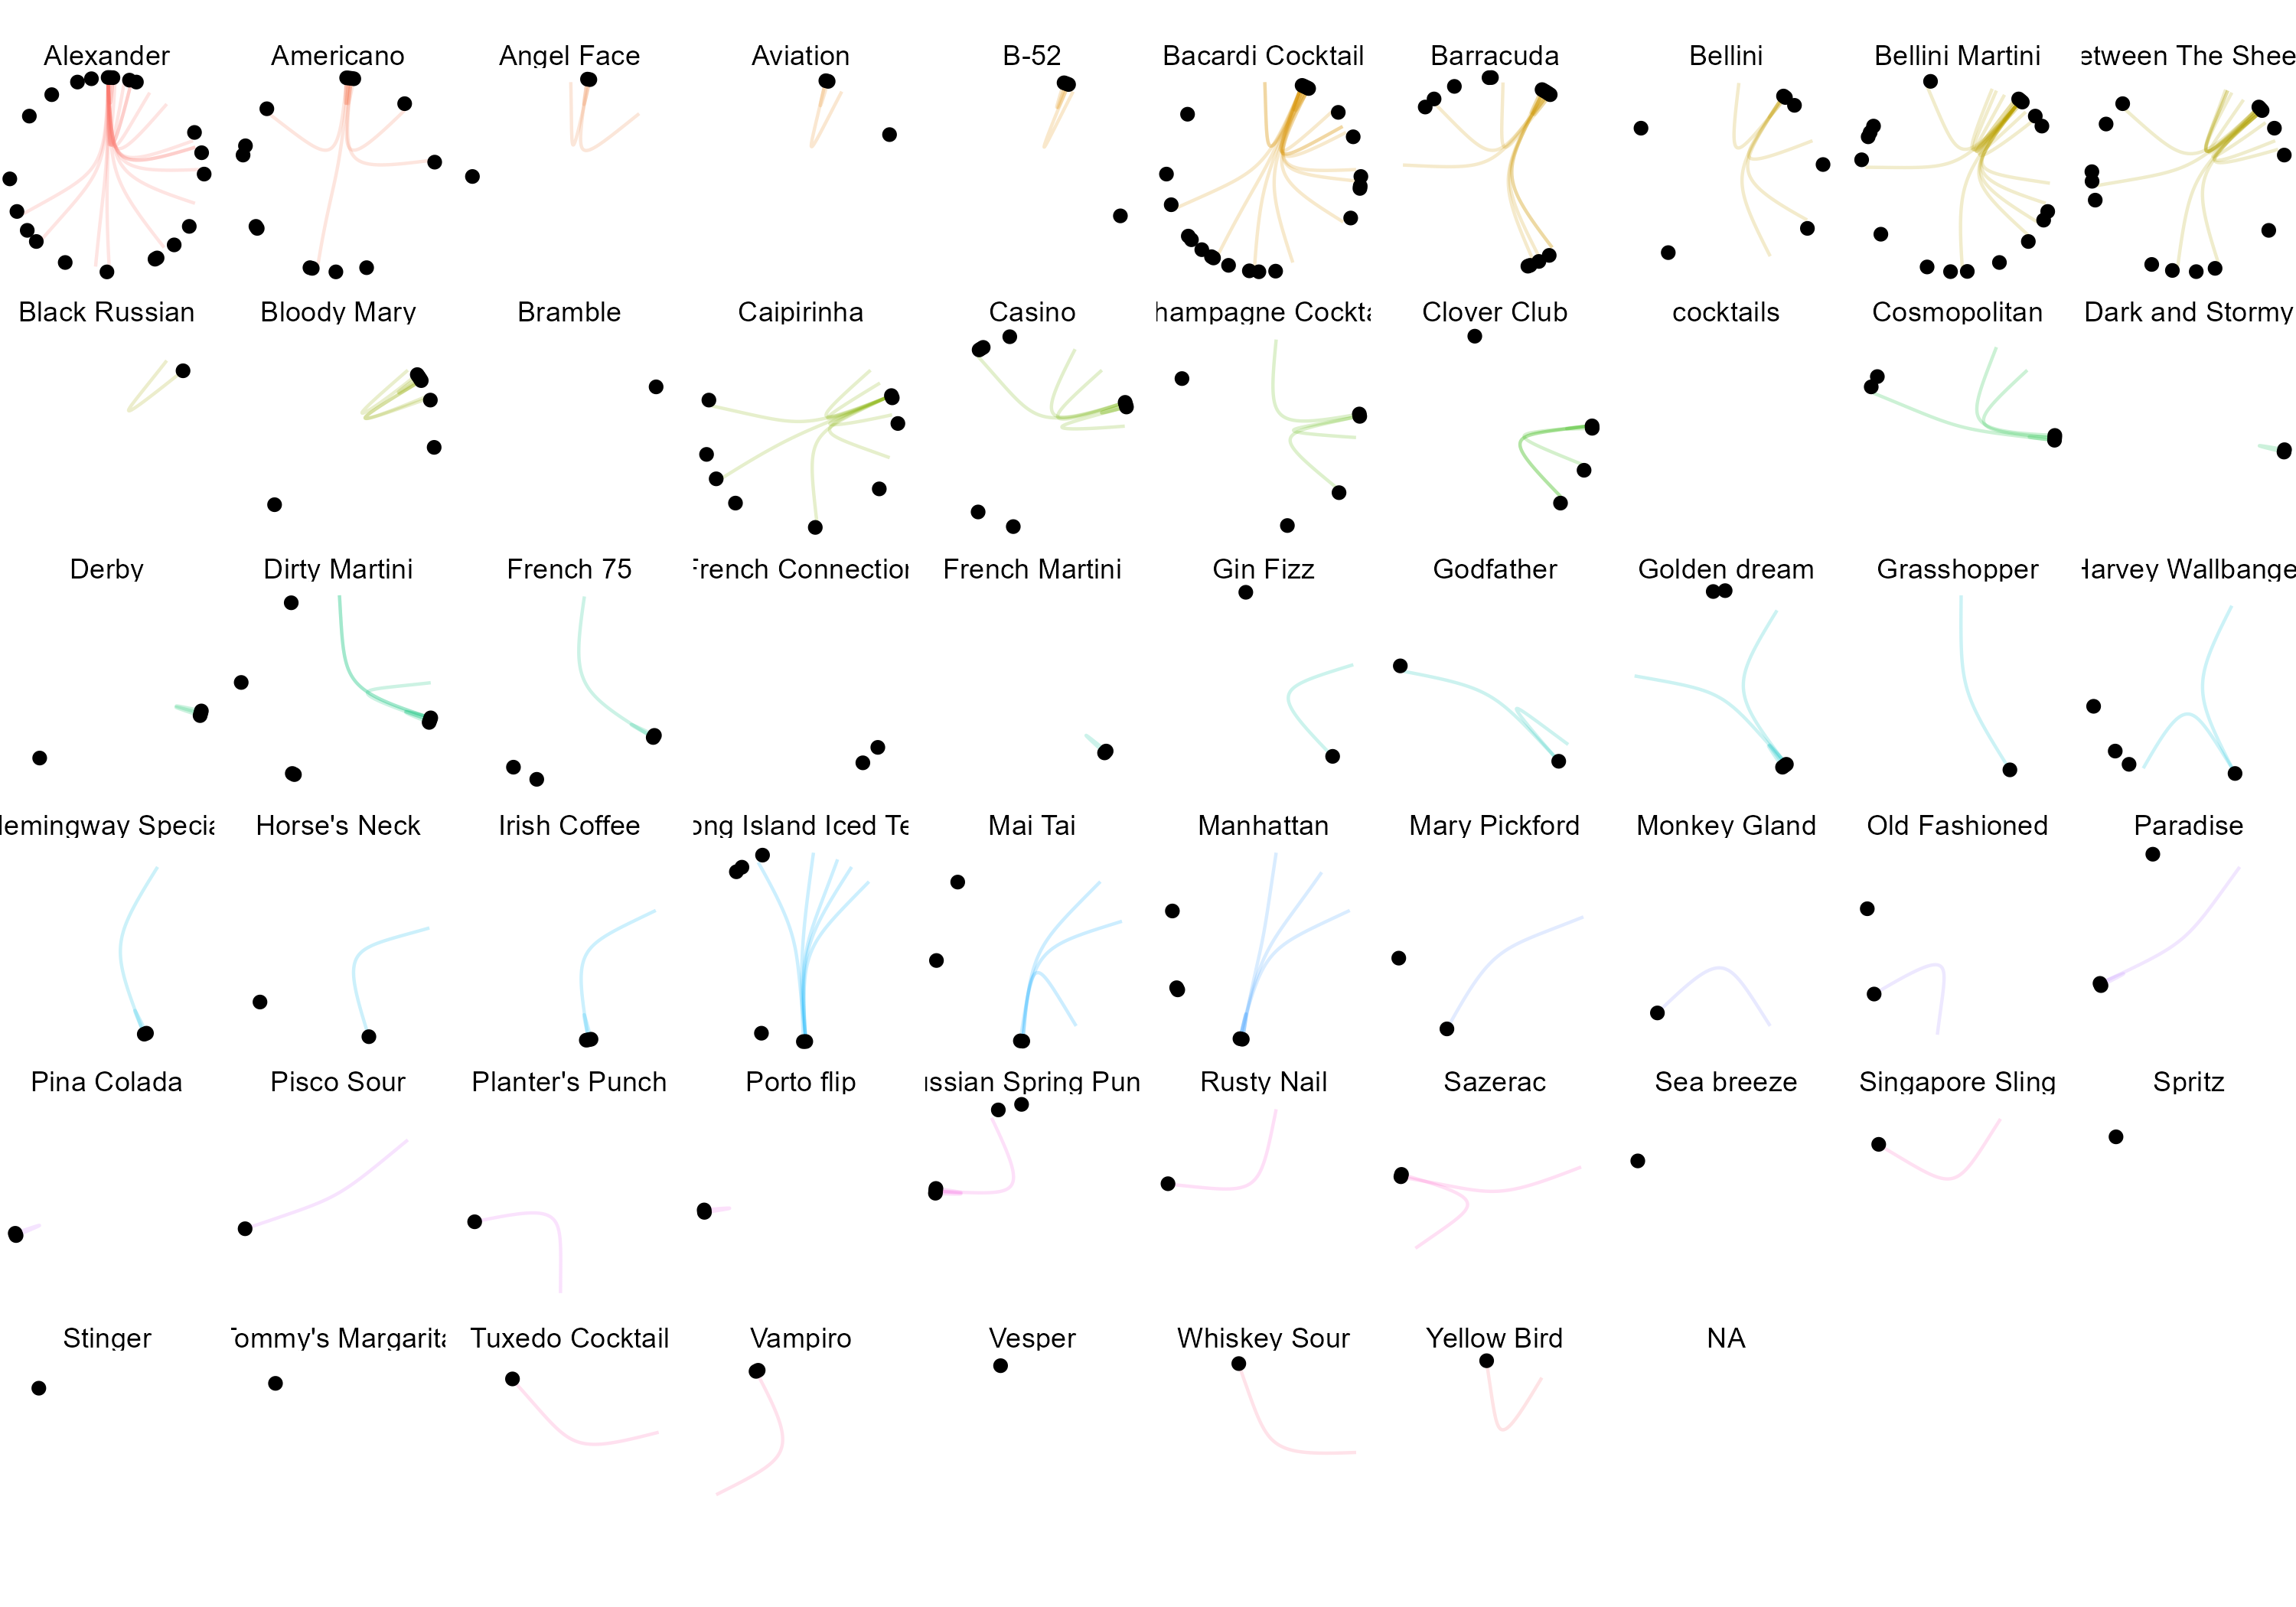 Alexander
Americano
Angel Face
Aviation
B-52
Bacardi Cocktail
Barracuda
Bellini
Bellini Martini
etween The Shee
Black Russian
Bloody Mary
Bramble
Caipirinha
Casino
hampagne Cockta
Clover Club
cocktails
Cosmopolitan
Dark and Stormy
Derby
Dirty Martini
French 75
French Connection
French Martini
Gin Fizz
Godfather
Golden dream
Grasshopper
Harvey Wallbange
lemingway Specia
Horse's Neck
Irish Coffee
ong Island Iced Te
Mai Tai
Manhattan
Mary Pickford
Monkey Gland
Old Fashioned
Paradise
Pina Colada
Pisco Sour
Planter's Punch
Porto flip
ussian Spring Pun
Rusty Nail
Sazerac
Sea breeze
Singapore Sling
Spritz
Stinger
Tommy's Margarita
Tuxedo Cocktail
Vampiro
Vesper
Whiskey Sour
Yellow Bird
NA